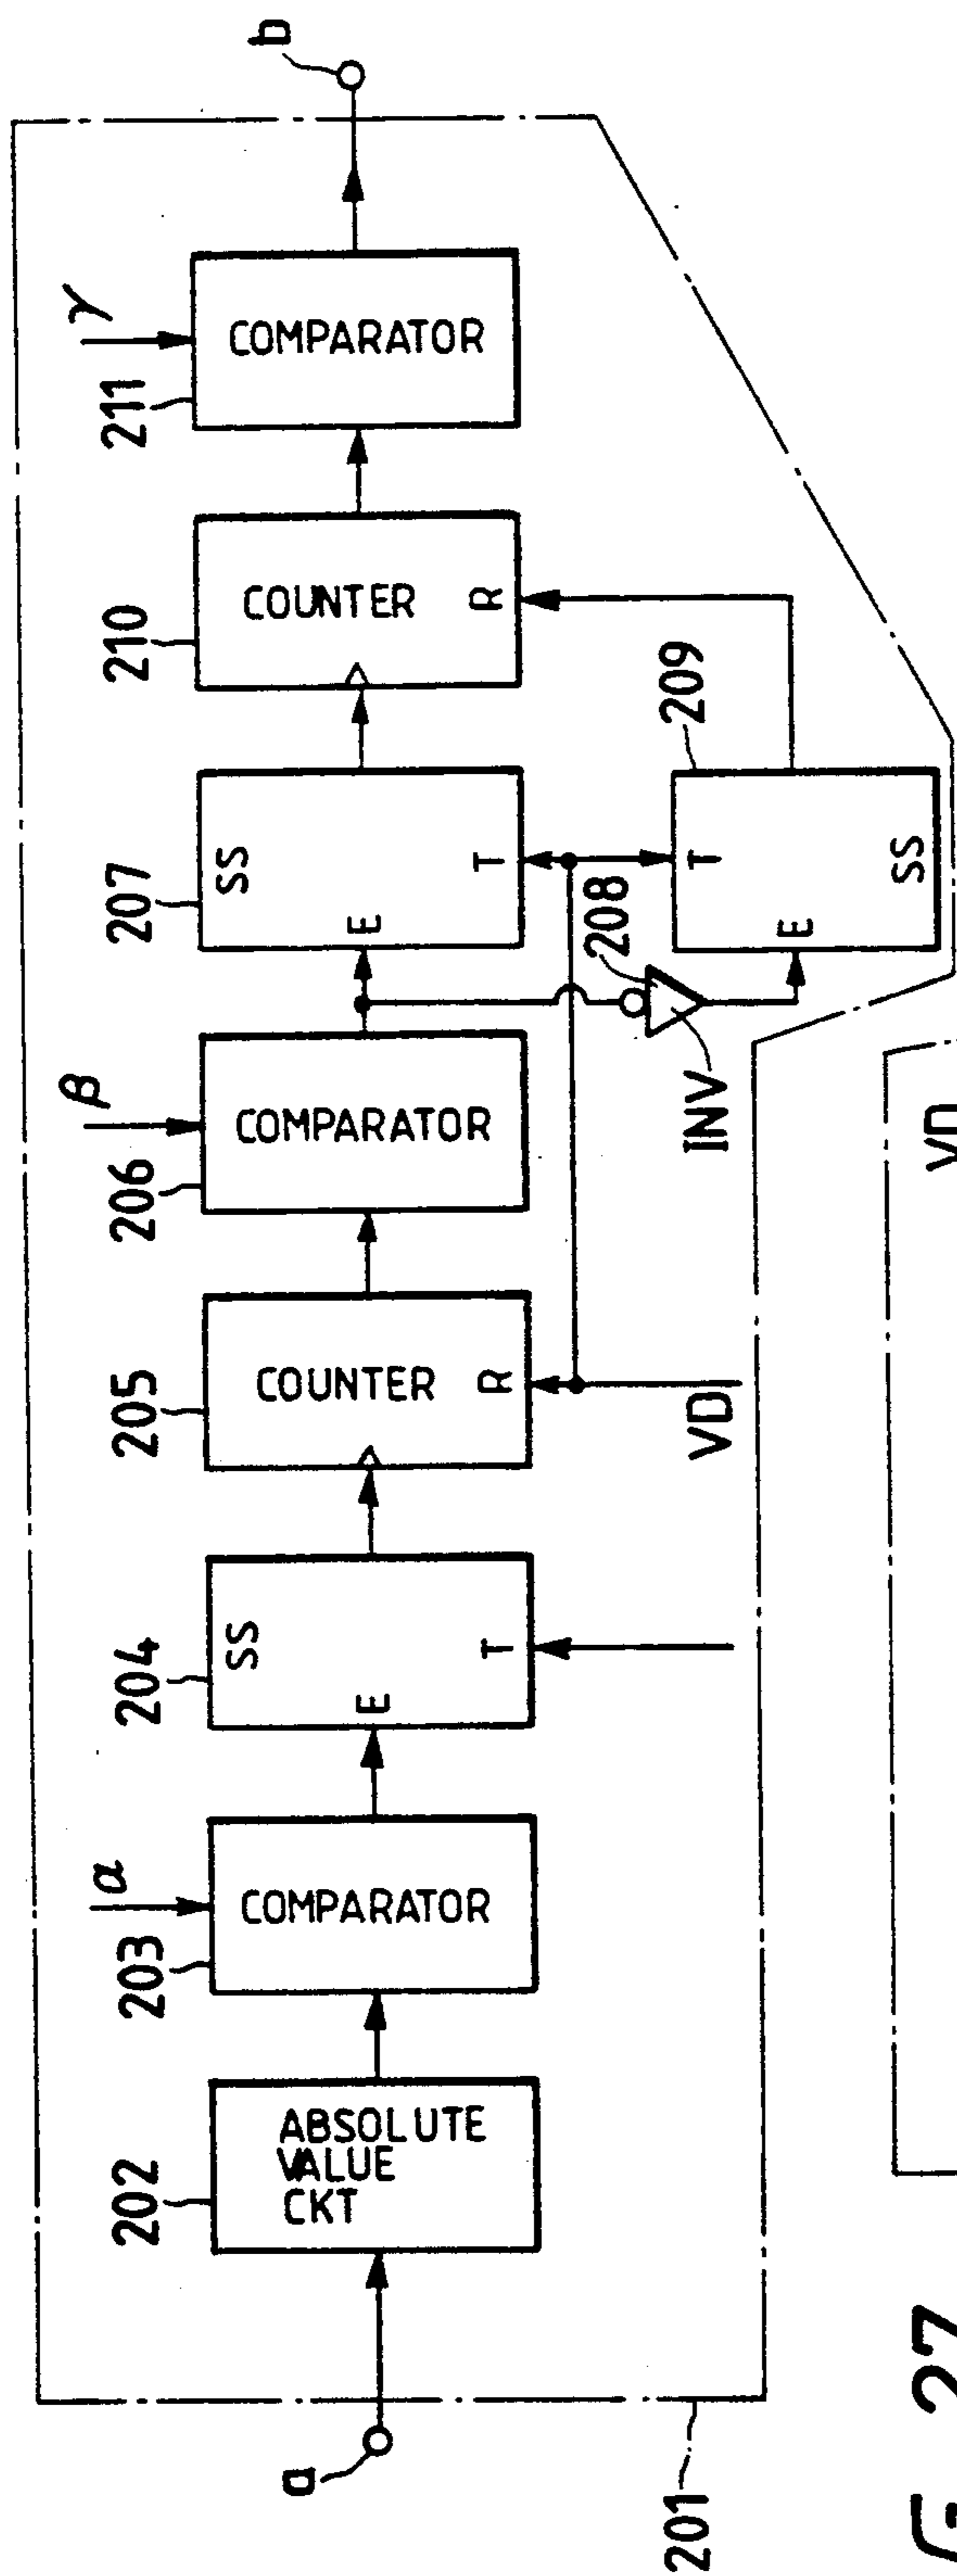 a
201
202
ABSOLUTE
VALUE
CKT
203
α
COMPARATOR
204
SS
E
T
205
COUNTER
R
VD
206
β
COMPARATOR
207
SS
E
T
208
INV
209
T
E
SS
210
COUNTER
R
211
γ
COMPARATOR
b
VD
27